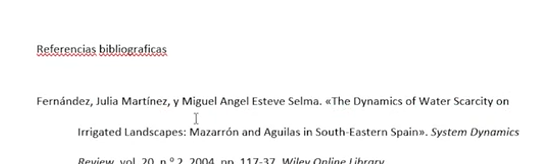 Referencias bibliograficas
Fernández, Julia Martínez, y Miguel Angel Esteve Selma. «The Dynamics of Water Scarcity on
Irrigated Landscapes: Mazarrón and Aguilas in South-Eastern Spain». System Dynamics
Review, vol. 20, n.º 2, 2004, pp. 117-37. Wiley Online Library